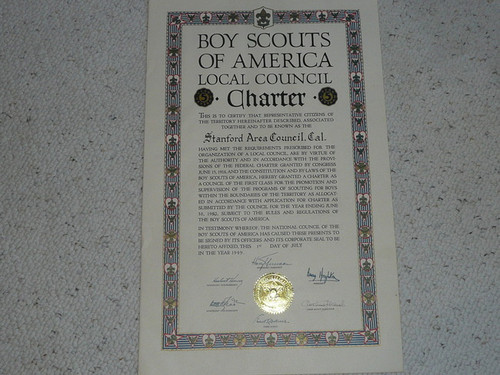 BOY SCOUTS
OF AMERICA
LOCAL COUNCIL
Charter
THIS IS TO CERTIFY THAT REPRESENTATIVE CITIZENS OF
THE TERRITORY HEREINAFTER DESCRIBED, ASSOCIATED
TOGETHER AND TO BE KNOWN AS THE
Stanford Area Council, Cal.
HAVING MET THE REQUIREMENTS PRESCRIBED FOR THE
ORGANIZATION OF A LOCAL COUNCIL, ARE BY VIRTUE OF
THE AUTHORITY AND IN ACCORDANCE WITH THE PROVI-
SIONS OF THE FEDERAL CHARTER GRANTED BY CONGRESS
JUNE 15, 1916 AND THE CONSTITUTION AND BY-LAWS OF THE
BOY SCOUTS OF AMERICA, HEREBY GRANTED A CHARTER AS
A COUNCIL OF THE FIRST CLASS FOR THE PROMOTION AND
SUPERVISION OF THE PROGRAMS OF SCOUTING FOR BOYS
WITHIN THE BOUNDARIES OF THE TERRITORY AS ALLOCAT-
ED IN ACCORDANCE WITH APPLICATION FOR CHARTER AS
SUBMITTED BY THE COUNCIL FOR THE YEAR ENDING JUNE
30, SUBJECT TO THE RULES AND REGULATIONS OF
THE BOY SCOUTS OF AMERICA.
IN TESTIMONY WHEREOF, THE NATIONAL COUNCIL OF THE
BOY SCOUTS OF AMERICA HAS CAUSED THESE PRESENTS TO
BE SIGNED BY ITS OFFICERS AND ITS CORPORATE SEAL TO BE
HERETO AFFIXED, THIS DAY OF JULY
IN THE YEAR